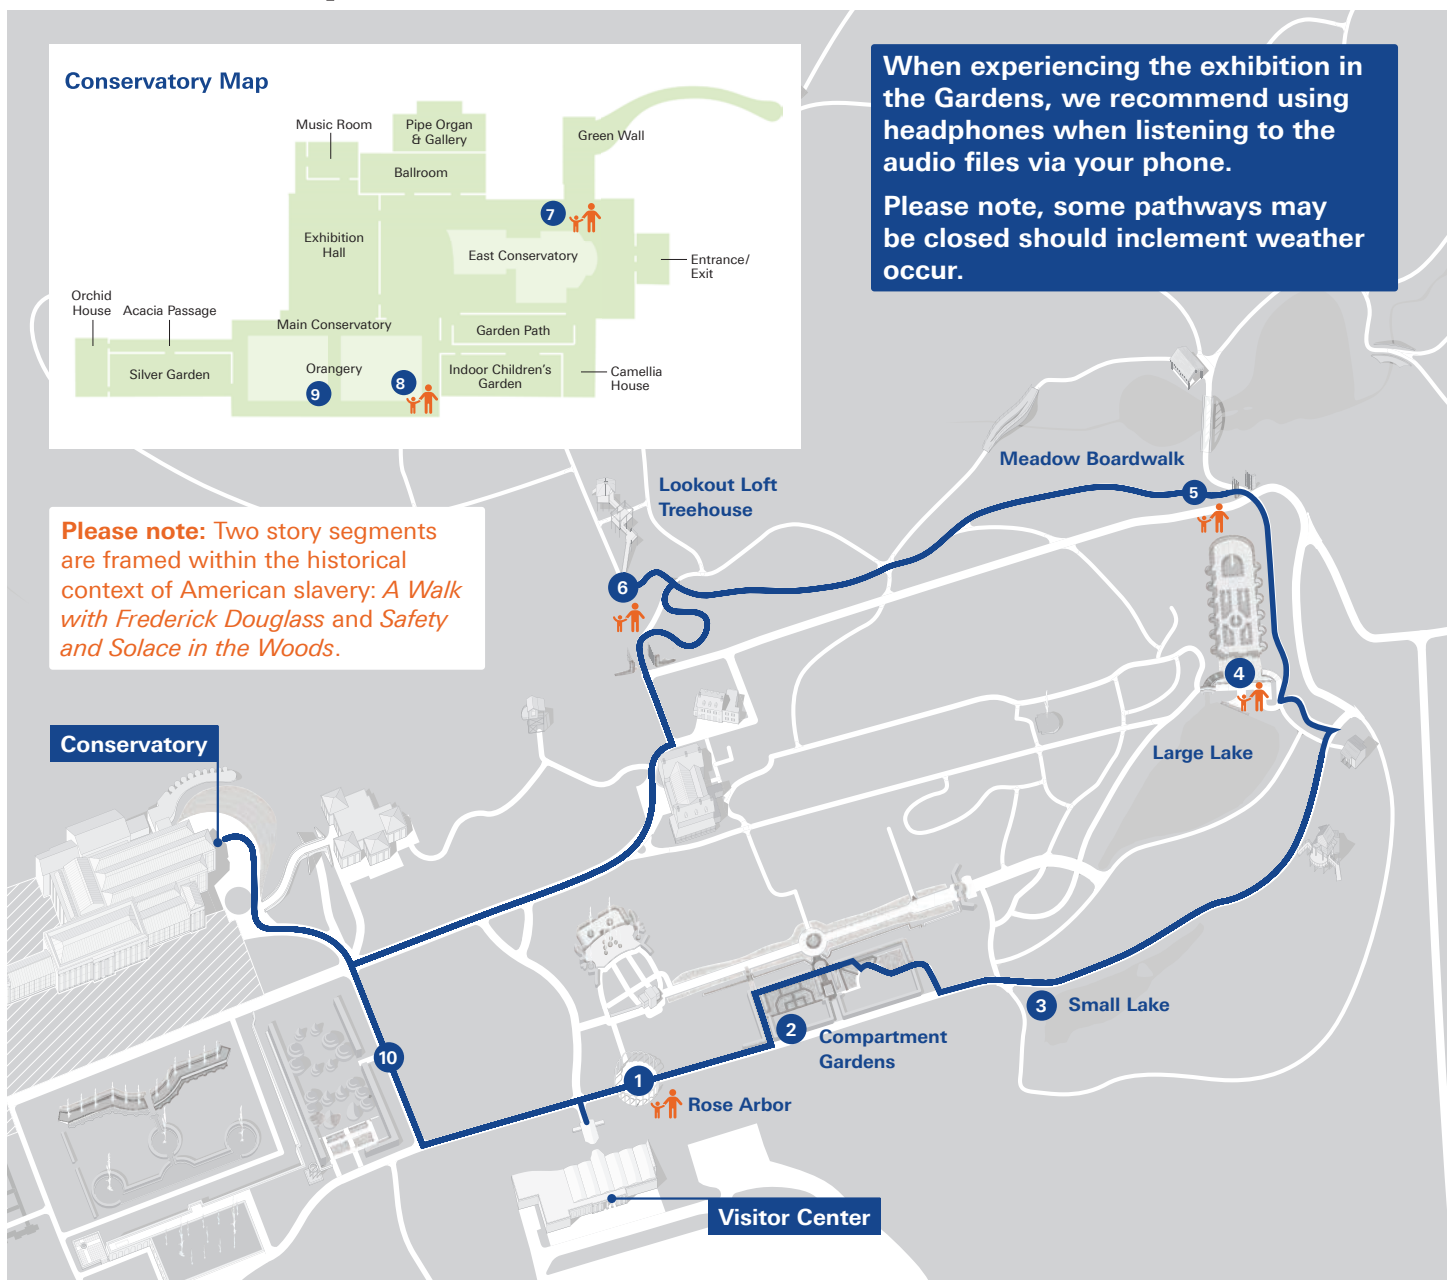 Conservatory Map
Music Room
Pipe Organ
& Gallery
Green Wall
Ballroom
7
Exhibition
Hall
East Conservatory
Entrance/
Exit
Orchid
House
Acacia Passage
Main Conservatory
Garden Path
Silver Garden
Orangery
8
9
Indoor Children's
Garden
Camellia
House
When experiencing the exhibition in
the Gardens, we recommend using
headphones when listening to the
audio files via your phone.
Please note, some pathways may
be closed should inclement weather
occur.
Please note: Two story segments
are framed within the historical
context of American slavery: A Walk
with Frederick Douglass and Safety
and Solace in the Woods.
Lookout Loft
Treehouse
6
Meadow Boardwalk
5
4
Large Lake
Conservatory
3
Small Lake
2
Compartment
Gardens
10
1
Rose Arbor
Visitor Center